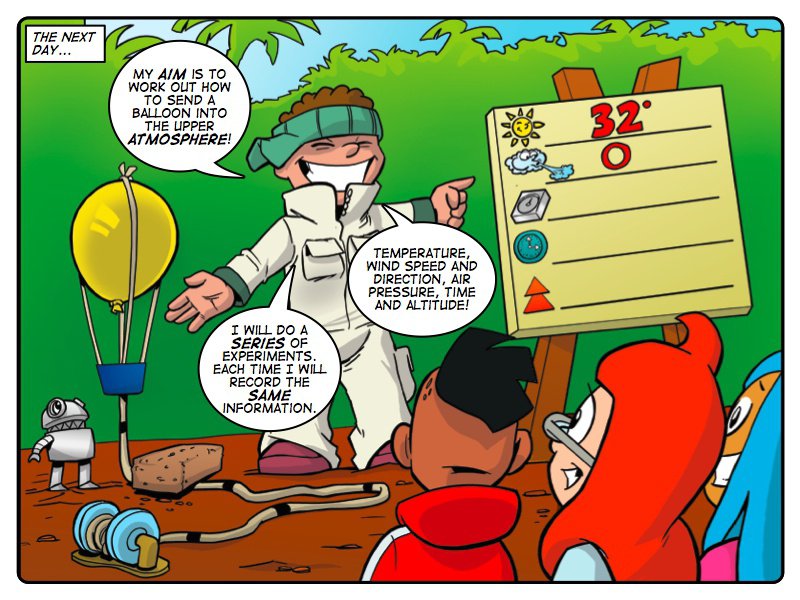 THE NEXT
DAY...
MY AIM IS TO
WORK OUT HOW
TO SEND A
BALLOON INTO
THE UPPER
ATMOSPHERE!
I WILL DO A
SERIES OF
EXPERIMENTS.
EACH TIME I WILL
RECORD THE
SAME
INFORMATION.
TEMPERATURE,
WIND SPEED AND
DIRECTION, AIR
PRESSURE, TIME
AND ALTITUDE!
32°
0